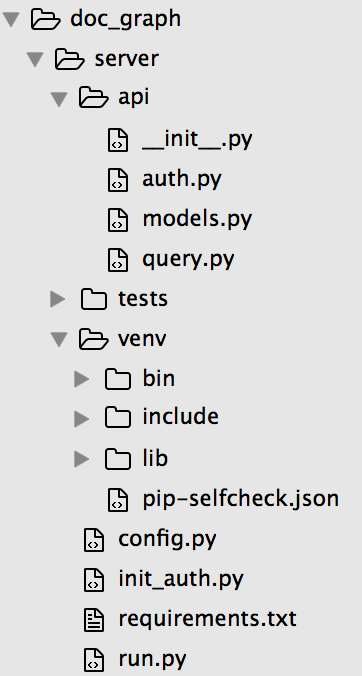 doc_graph
server
api
__init__.py
auth.py
models.py
query.py
tests
venv
bin
include
lib
pip-selfcheck.json
config.py
init_auth.py
requirements.txt
run.py